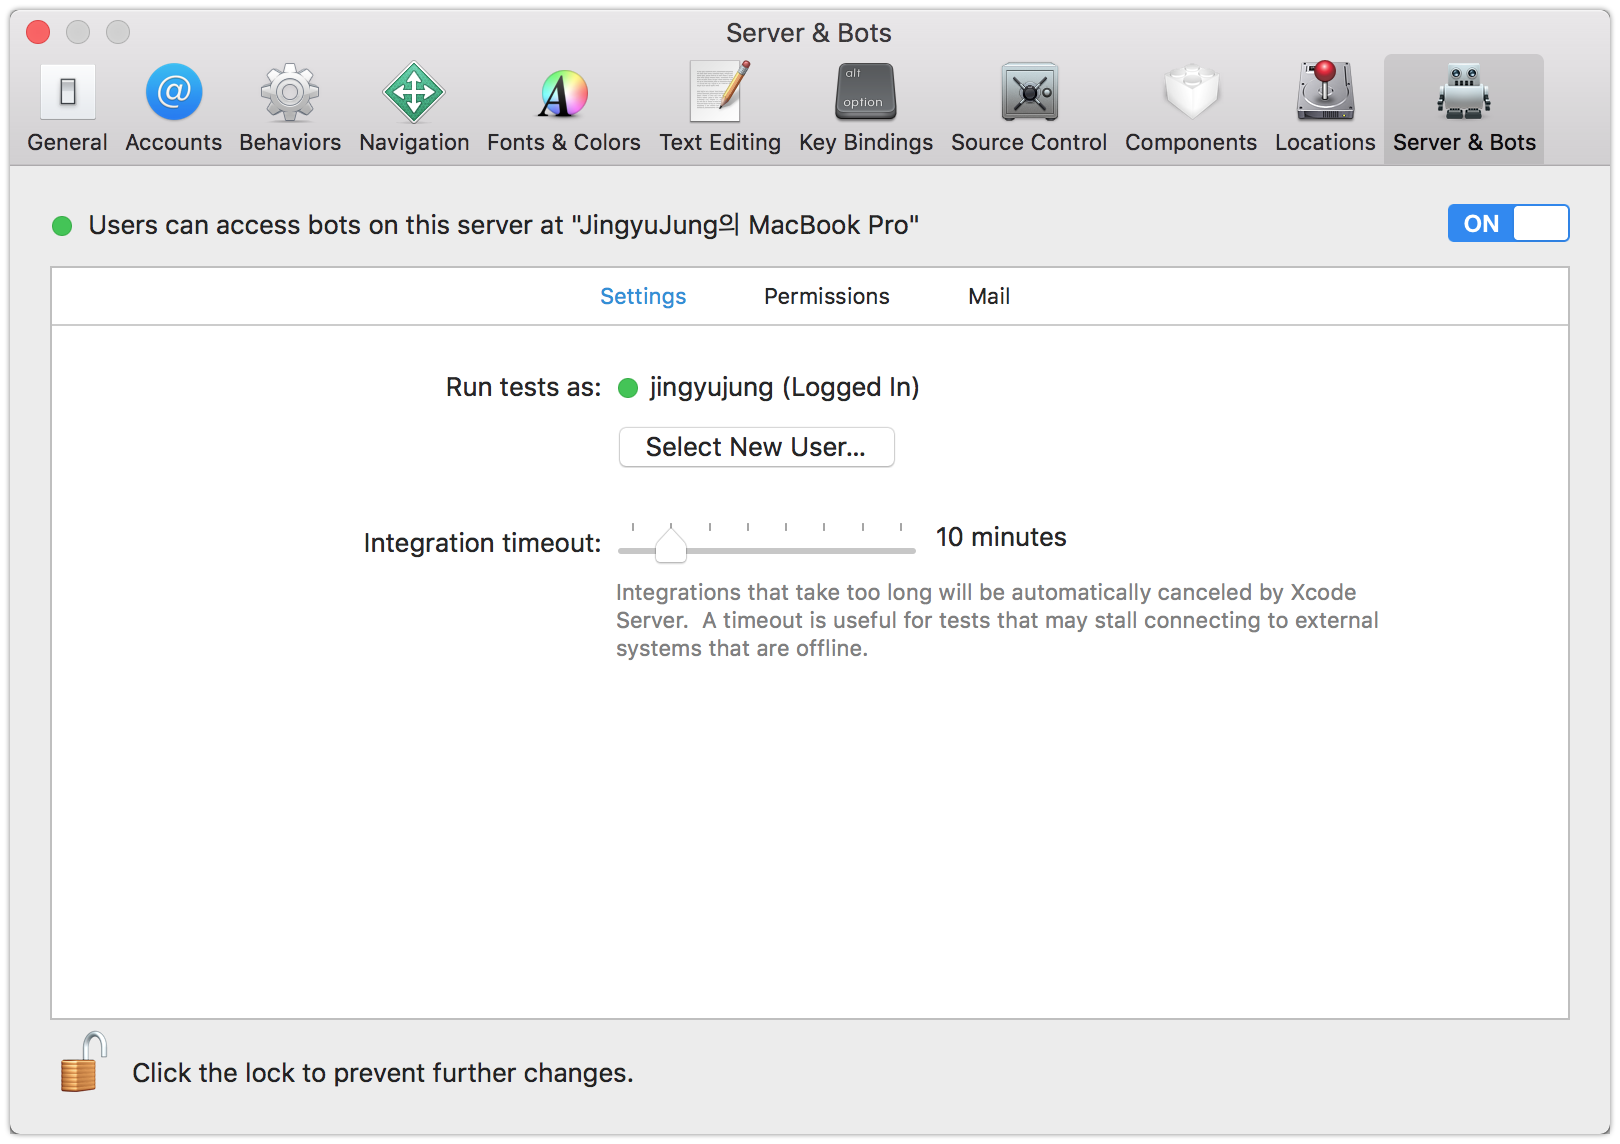 Server & Bots
alt
option
@
A
General Accounts Behaviors Navigation Fonts & Colors Text Editing Key Bindings Source Control Components Locations Server & Bots
Users can access bots on this server at "JingyuJung의 MacBook Pro" ON
Settings Permissions Mail
Run tests as: jingyujung (Logged In)
Select New User...
Integration timeout: 10 minutes
Integrations that take too long will be automatically canceled by Xcode
Server. A timeout is useful for tests that may stall connecting to external
systems that are offline.
Click the lock to prevent further changes.